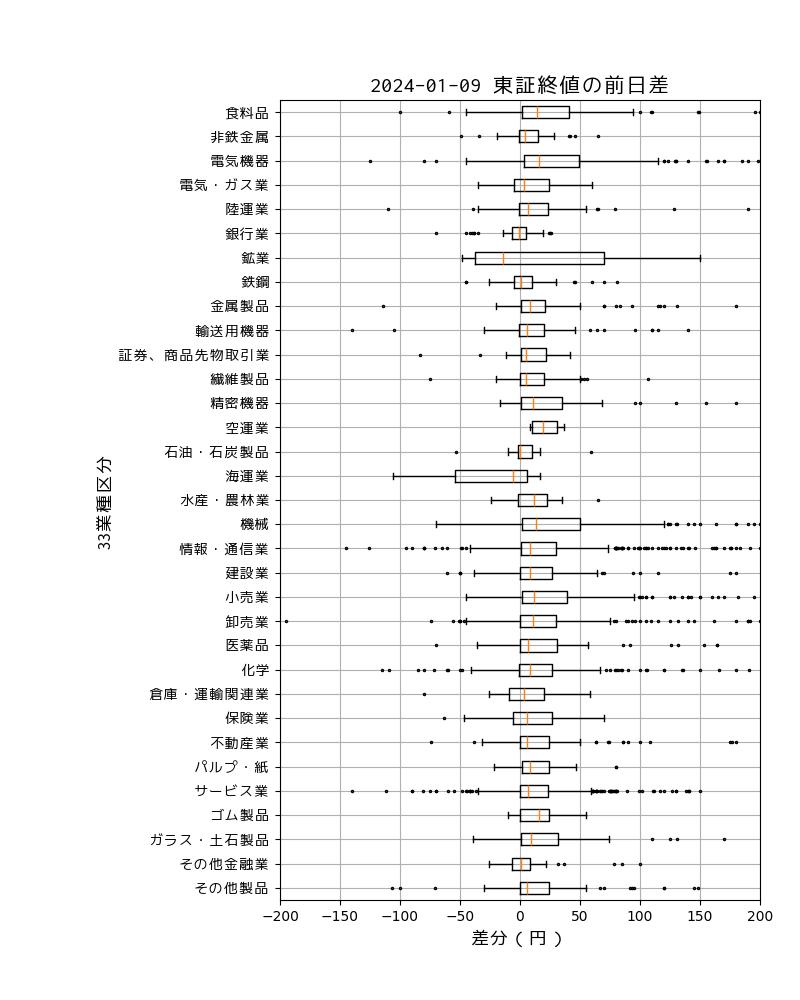 2024-01-09 東証終値の前日差
食料品
非鉄金属
電気機器
電気・ガス業
陸運業
銀行業
鉱業
鉄鋼
金属製品
輸送用機器
証券、商品先物取引業
繊維製品
精密機器
空運業
石油・石炭製品
海運業
水産・農林業
機械
情報・通信業
建設業
小売業
卸売業
医薬品
化学
倉庫・運輸関連業
保険業
不動産業
パルプ・紙
サービス業
ゴム製品
ガラス・土石製品
その他金融業
その他製品
33業種区分
−200 −150 −100 −50 0 50 100 150 200
差分（円）